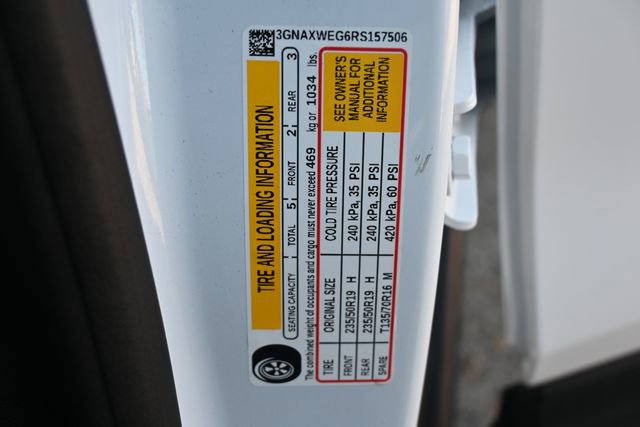 3GNAXWEG6RS157506
TIRE AND LOADING INFORMATION
SEATING CAPACITY TOTAL 5 FRONT 2 REAR 3
The combined weight of occupants and cargo must never exceed 469 kg or 1034 lbs.
TIRE ORIGINAL SIZE COLD TIRE PRESSURE
FRONT 235/50R19 H 240 kPa, 35 PSI
REAR 235/50R19 H 240 kPa, 35 PSI
SPARE T135/70R16 M 420 kPa, 60 PSI
SEE OWNER'S
MANUAL FOR
ADDITIONAL
INFORMATION